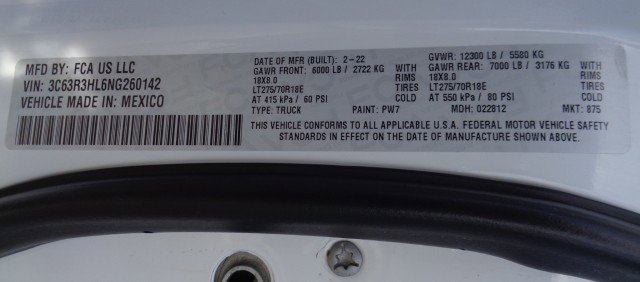 MFD BY: FCA US LLC
VIN: 3C63R3HL6NG260142
VEHICLE MADE IN: MEXICO
DATE OF MFR (BUILT): 2-22 GVWR: 12300 LB / 5580 KG
GAWR FRONT: 6000 LB / 2722 KG WITH GAWR REAR: 7000 LB / 3176 KG WITH
18X8.0 RIMS 18X8.0 RIMS
LT275/70R18E TIRES LT275/70R18E TIRES
AT 415 kPa / 60 PSI COLD AT 550 kPa / 80 PSI COLD
TYPE: TRUCK PAINT: PW7 MDH: 022812 MKT: 875
THIS VEHICLE CONFORMS TO ALL APPLICABLE U.S.A. FEDERAL MOTOR VEHICLE SAFETY
STANDARDS IN EFFECT ON THE DATE OF MANUFACTURE SHOWN ABOVE.